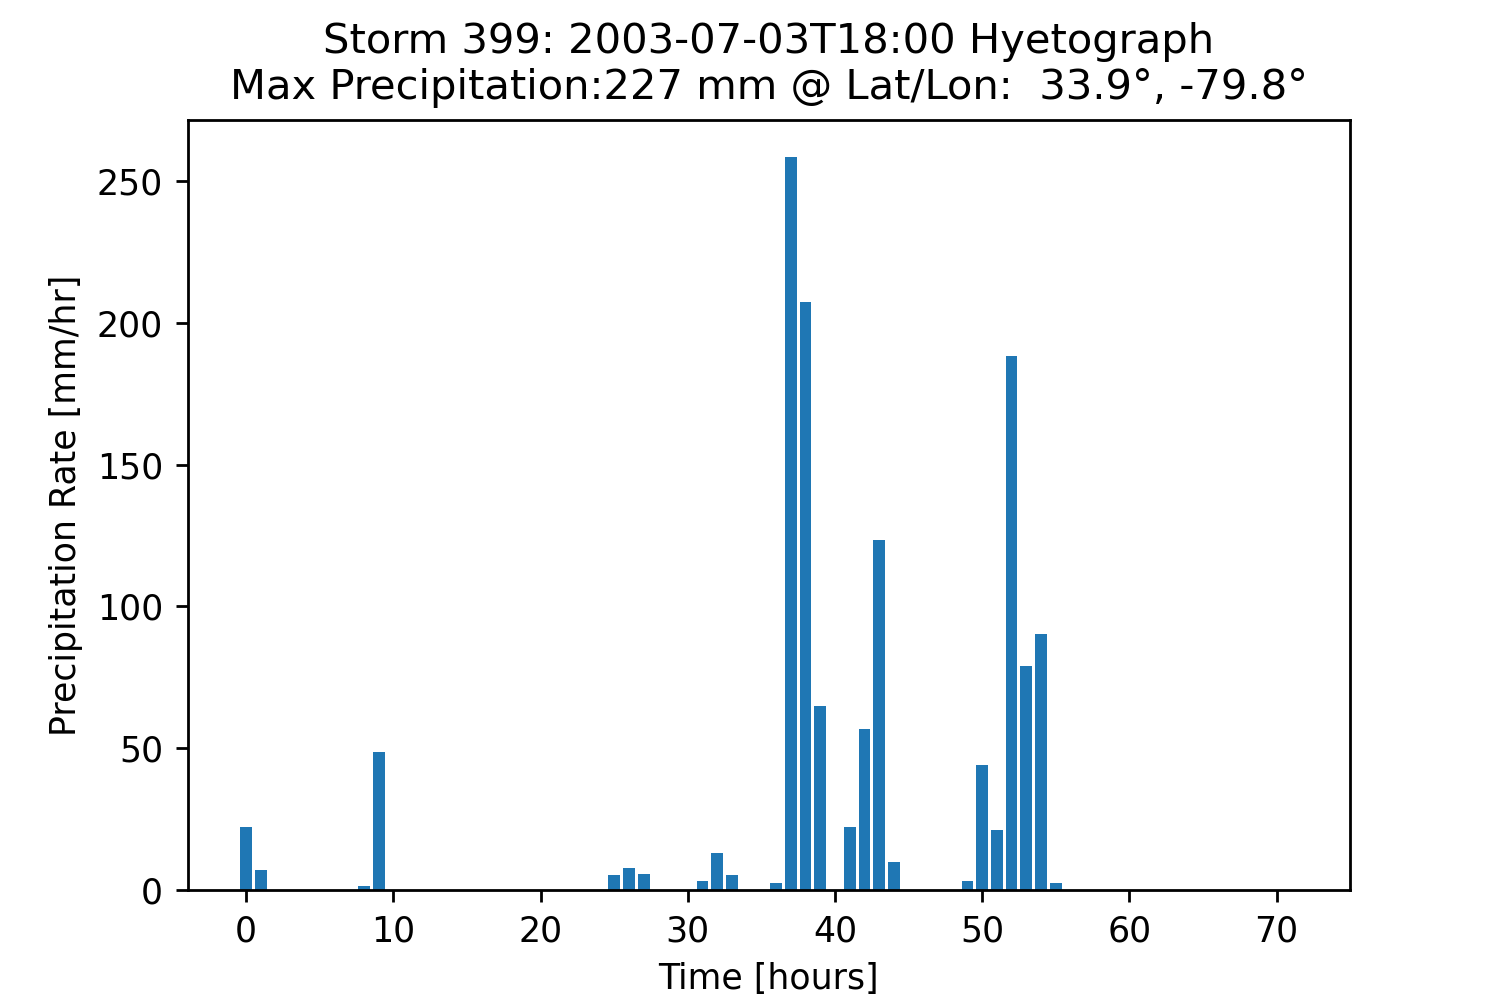 Storm 399: 2003-07-03T18:00 Hyetograph
Max Precipitation:227 mm @ Lat/Lon:  33.9°, -79.8°
250
200
150
100
50
0
Precipitation Rate [mm/hr]
0 10 20 30 40 50 60 70
Time [hours]